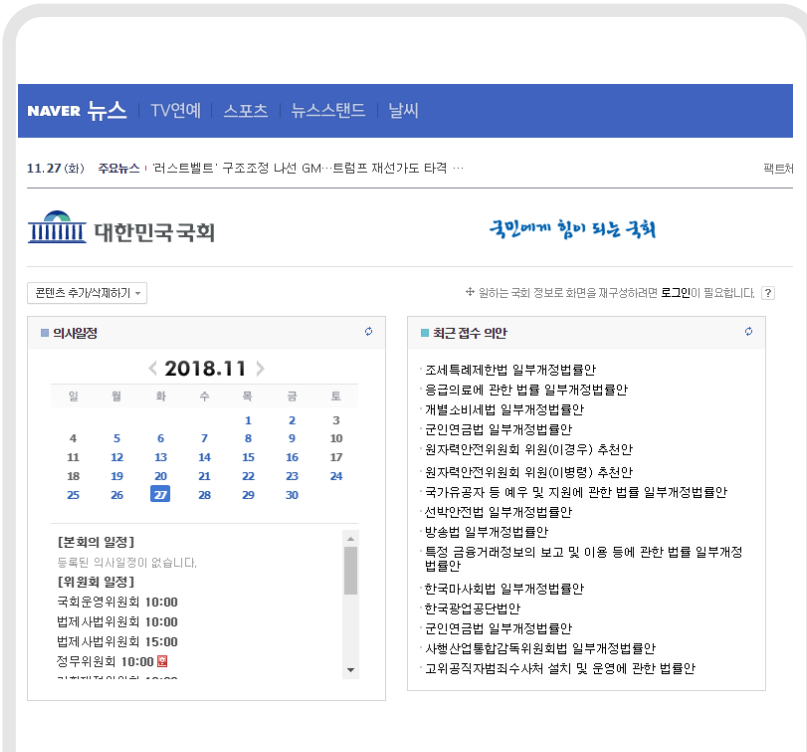 NAVER 뉴스 TV연예 스포츠 뉴스스탠드 날씨
11.27 (화) 주요뉴스 '러스트벨트' 구조조정 나선 GM…트럼프 재선가도 타격 … 팩트체
대한민국국회 국민에게 힘이 되는 국회
콘텐츠 추가/삭제하기 원하는 국회 정보로 화면을 재구성하려면 로그인이 필요합니다. ?
의사일정
2018.11
일 월 화 수 목 금 토
1 2 3
4 5 6 7 8 9 10
11 12 13 14 15 16 17
18 19 20 21 22 23 24
25 26 27 28 29 30
[본회의 일정]
등록된 의사일정이 없습니다.
[위원회 일정]
국회운영위원회 10:00
법제사법위원회 10:00
법제사법위원회 15:00
정무위원회 10:00
최근 접수 의안
조세특례제한법 일부개정법률안
응급의료에 관한 법률 일부개정법률안
개별소비세법 일부개정법률안
군인연금법 일부개정법률안
원자력안전위원회 위원(이경우) 추천안
원자력안전위원회 위원(이병령) 추천안
국가유공자 등 예우 및 지원에 관한 법률 일부개정법률안
선박안전법 일부개정법률안
방송법 일부개정법률안
특정 금융거래정보의 보고 및 이용 등에 관한 법률 일부개정
법률안
한국마사회법 일부개정법률안
한국광업공단법안
군인연금법 일부개정법률안
사행산업통합감독위원회법 일부개정법률안
고위공직자범죄수사처 설치 및 운영에 관한 법률안